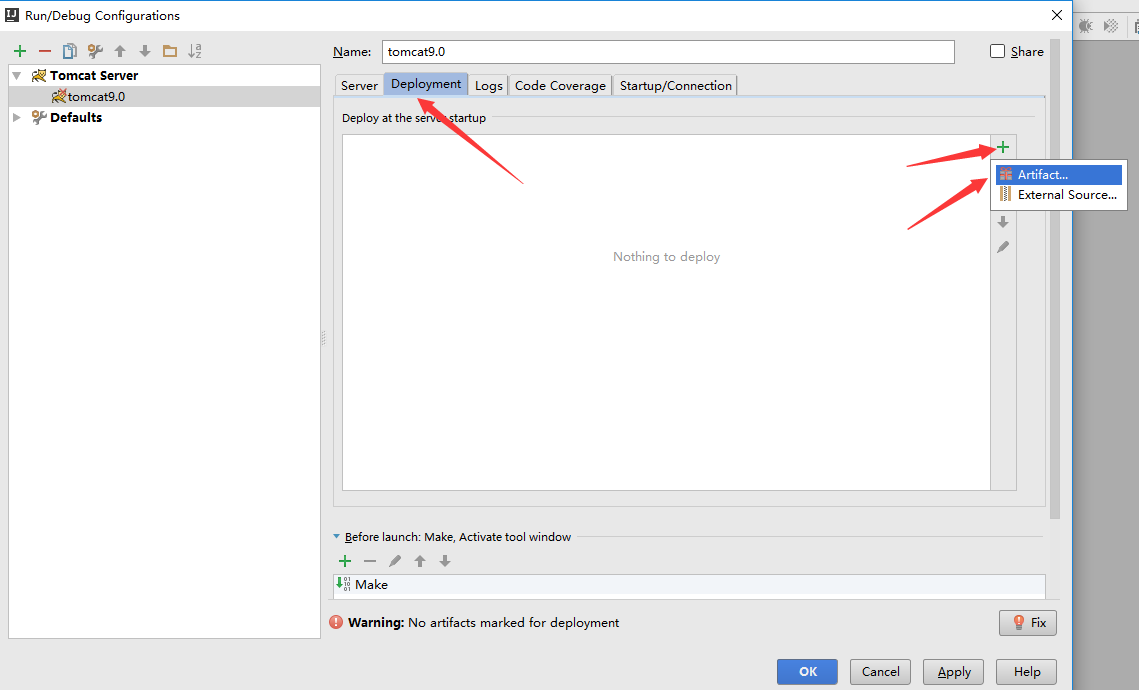 Run/Debug Configurations
Name: tomcat9.0 Share
Tomcat Server
tomcat9.0
Defaults
Server Deployment Logs Code Coverage Startup/Connection
Deploy at the server startup
Artifact...
External Source...
Nothing to deploy
Before launch: Make, Activate tool window
Make
Warning: No artifacts marked for deployment Fix
OK Cancel Apply Help